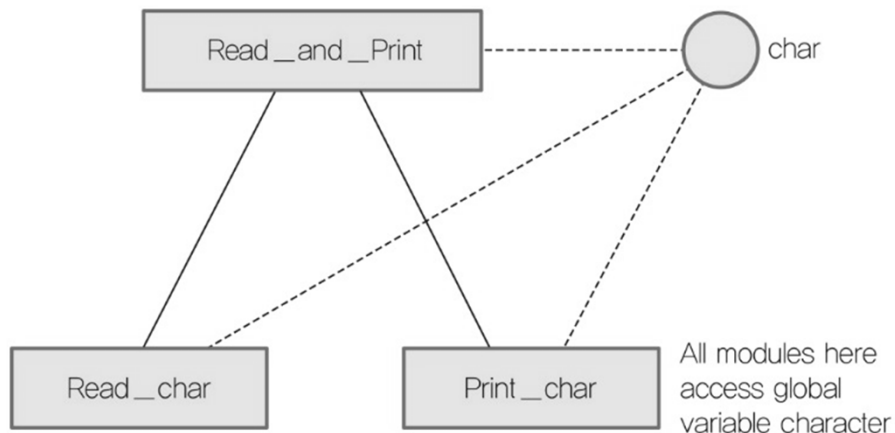 Read_and_Print
char
Read_char
Print_char
All modules here
access global
variable character